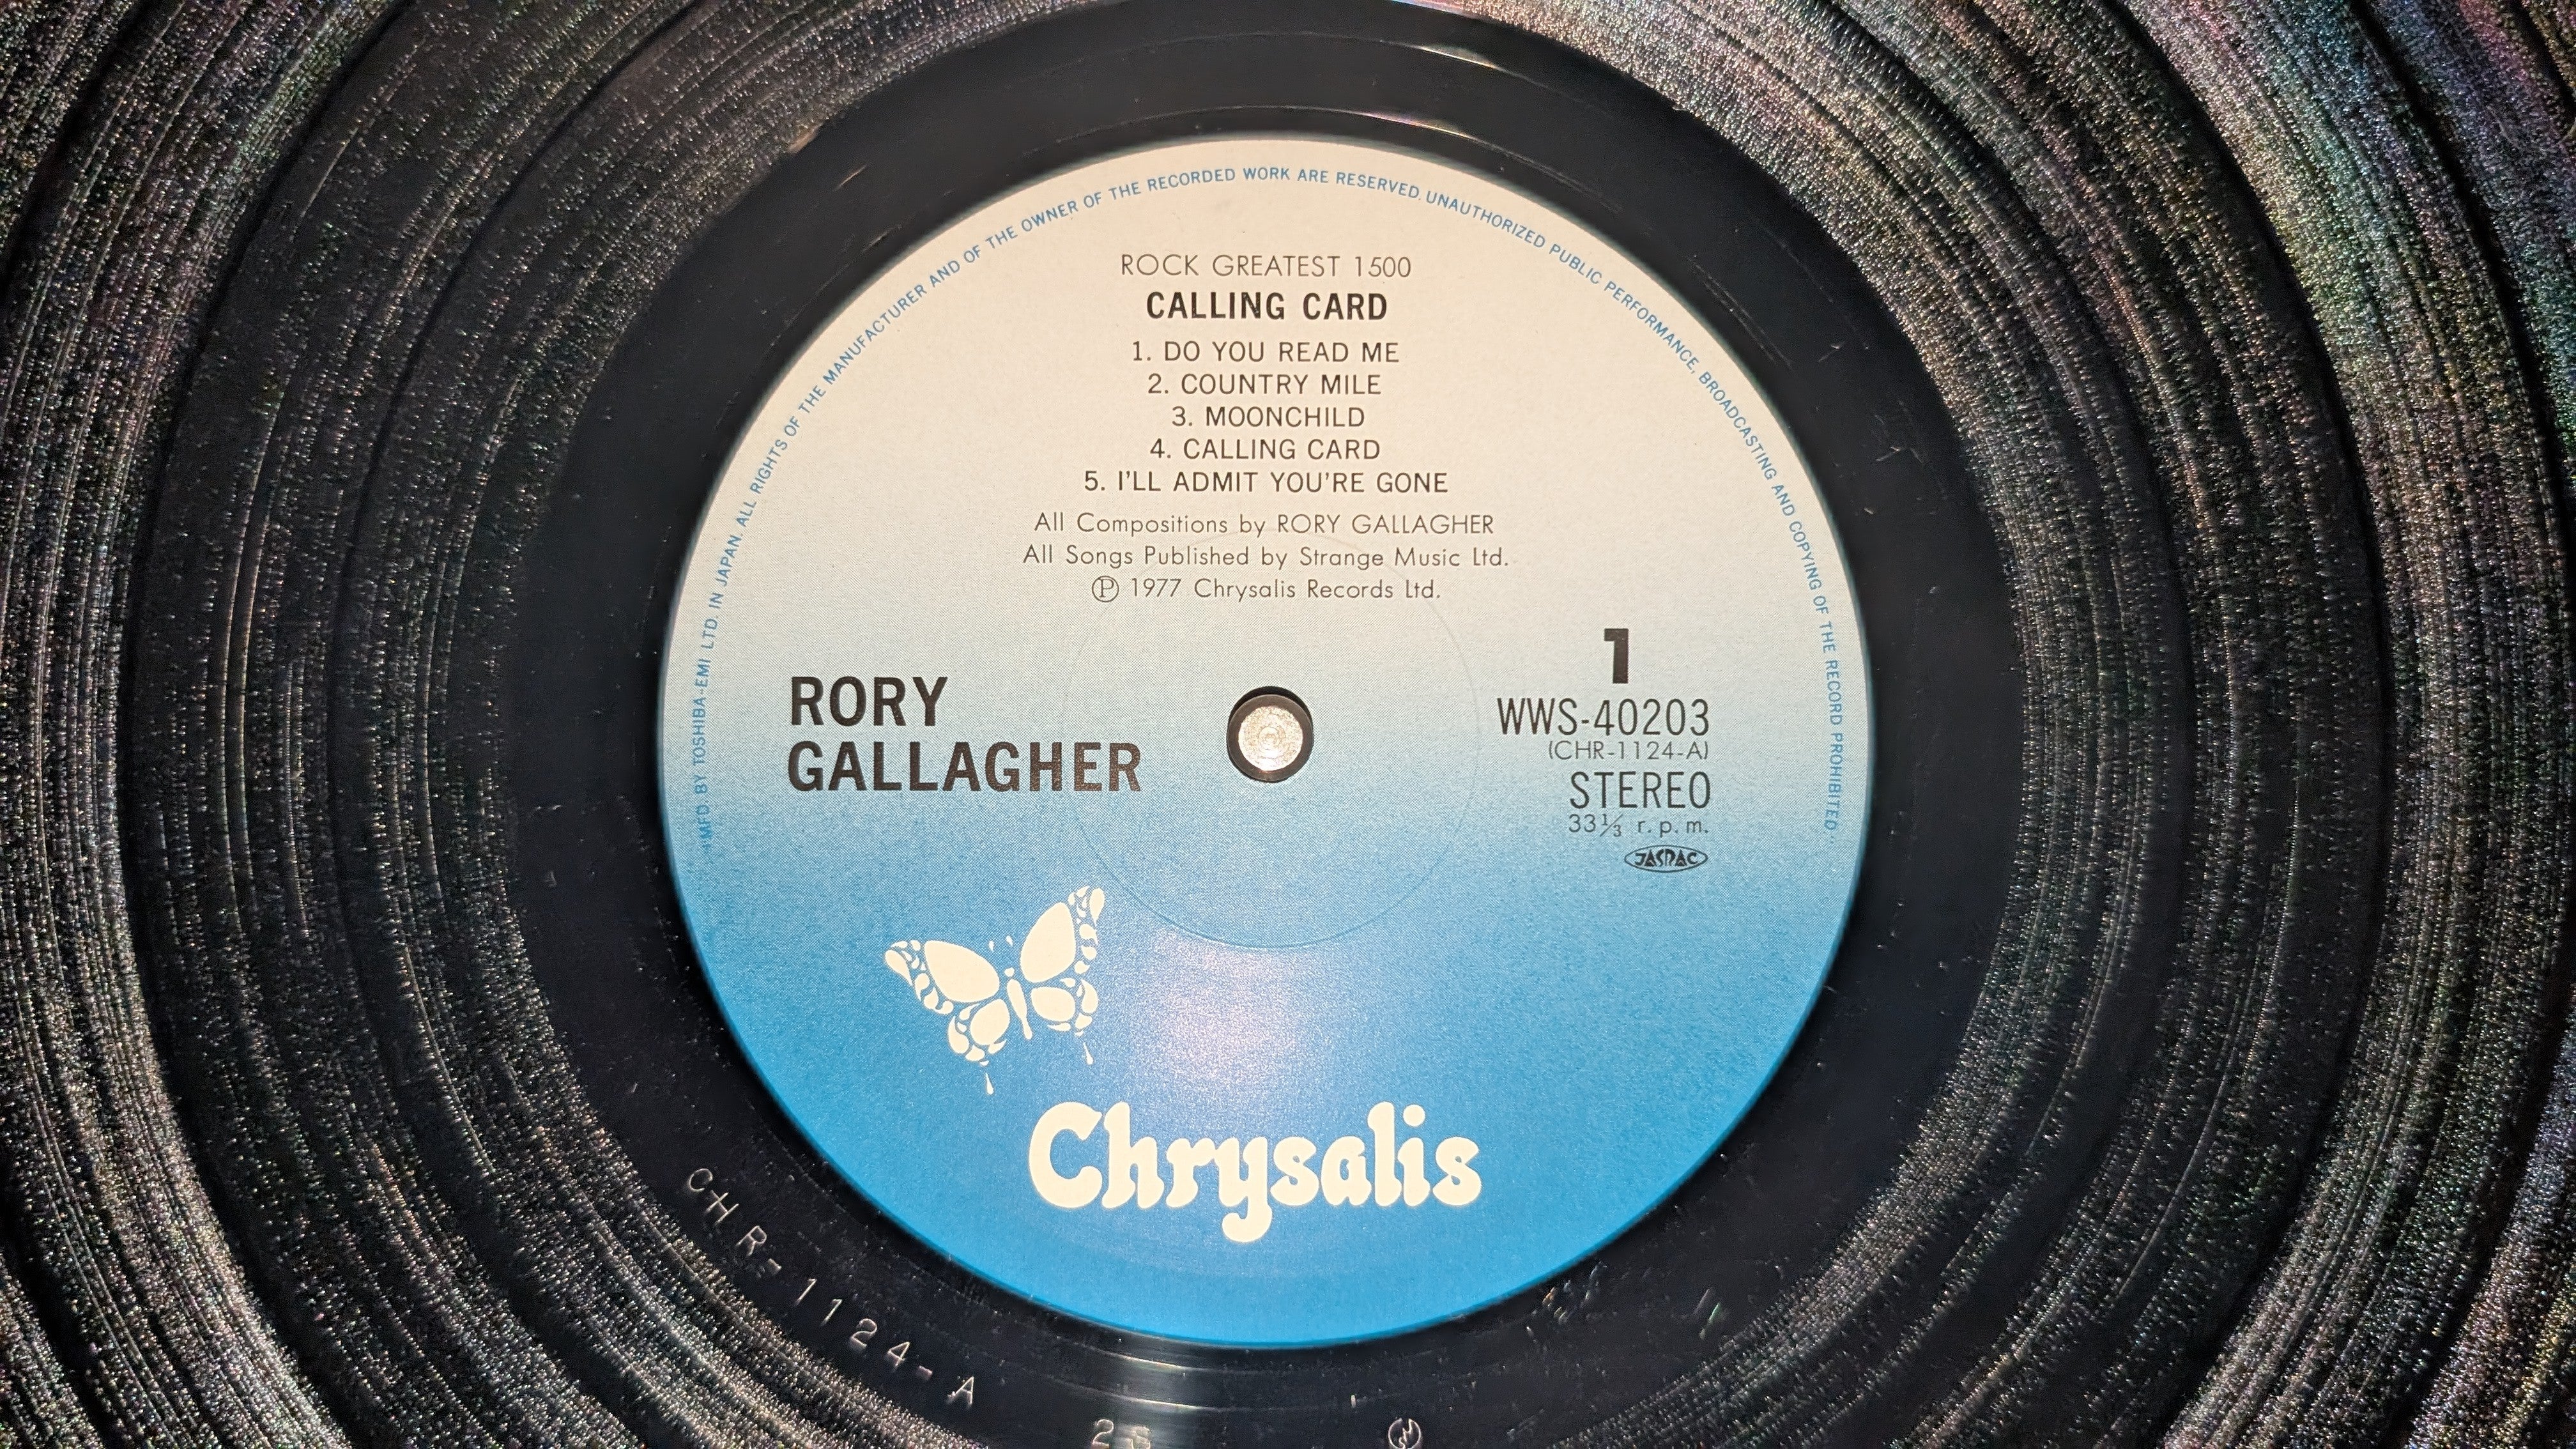 "MFD. BY TOSHIBA-EMI LTD. IN JAPAN. ALL RIGHTS OF THE MANUFACTURER AND OF THE OWNER OF THE RECORDED WORK ARE RESERVED. UNAUTHORIZED PUBLIC PERFORMANCE, BROADCASTING AND COPYING OF THE RECORD PROHIBITED."
ROCK GREATEST 1500
CALLING CARD
1. DO YOU READ ME
2. COUNTRY MILE
3. MOONCHILD
4. CALLING CARD
5. I'LL ADMIT YOU'RE GONE
All Compositions by RORY GALLAGHER
All Songs Published by Strange Music Ltd.
Ⓟ 1977 Chrysalis Records Ltd.
RORY
GALLAGHER
1
WWS-40203
(CHR-1124-A)
STEREO
33⅓ r.p.m.
JASRAC
Chrysalis
CHR-1124-A